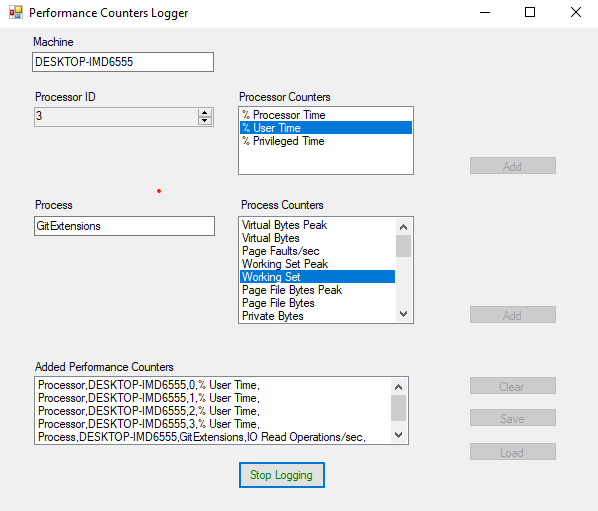 Performance Counters Logger
Machine
DESKTOP-IMD6555
Processor ID
3
Processor Counters
% Processor Time
% User Time
% Privileged Time
Add
Process
GitExtensions
Process Counters
Virtual Bytes Peak
Virtual Bytes
Page Faults/sec
Working Set Peak
Working Set
Page File Bytes Peak
Page File Bytes
Private Bytes
Add
Added Performance Counters
Processor,DESKTOP-IMD6555,0,% User Time,
Processor,DESKTOP-IMD6555,1,% User Time,
Processor,DESKTOP-IMD6555,2,% User Time,
Processor,DESKTOP-IMD6555,3,% User Time,
Process,DESKTOP-IMD6555,GitExtensions,IO Read Operations/sec,
Clear
Save
Load
Stop Logging